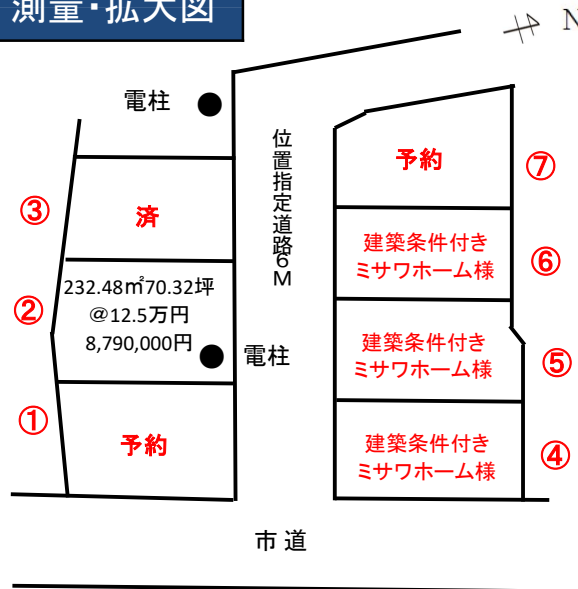 測量・拡大図
N
電柱
位置指定道路6M
③
済
②
232.48㎡70.32坪
@12.5万円
8,790,000円
電柱
①
予約
予約
⑦
建築条件付き
ミサワホーム様
⑥
建築条件付き
ミサワホーム様
⑤
建築条件付き
ミサワホーム様
④
市道